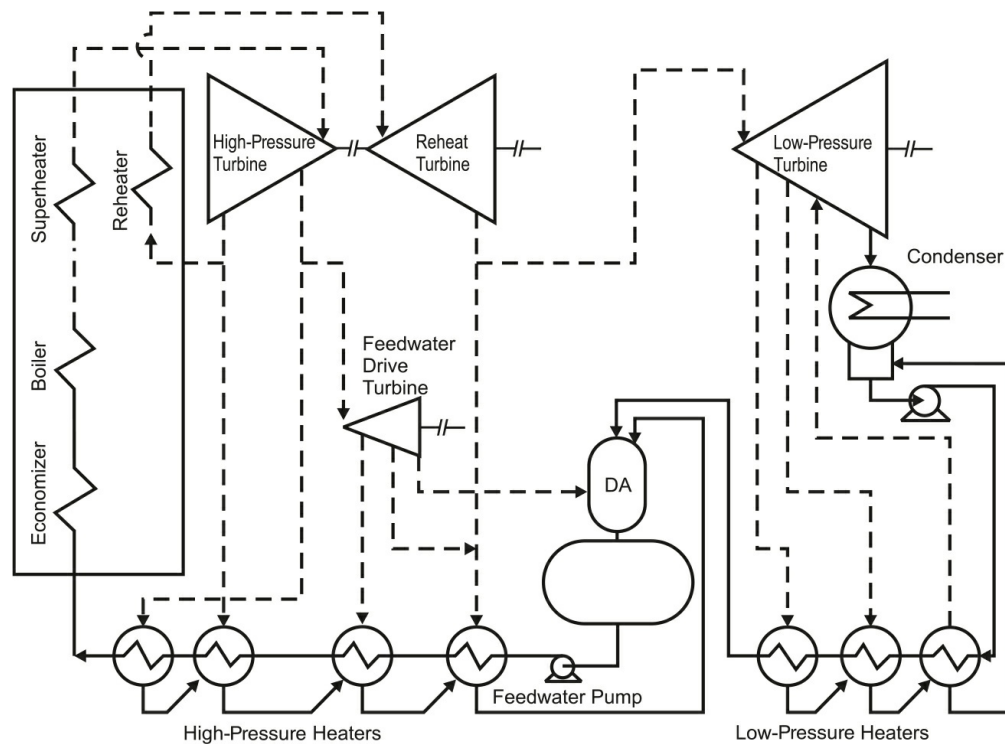 High-Pressure
Turbine
Reheat
Turbine
Low-Pressure
Turbine
Superheater
Reheater
Condenser
Boiler
Feedwater
Drive
Turbine
Economizer
DA
Feedwater Pump
High-Pressure Heaters
Low-Pressure Heaters